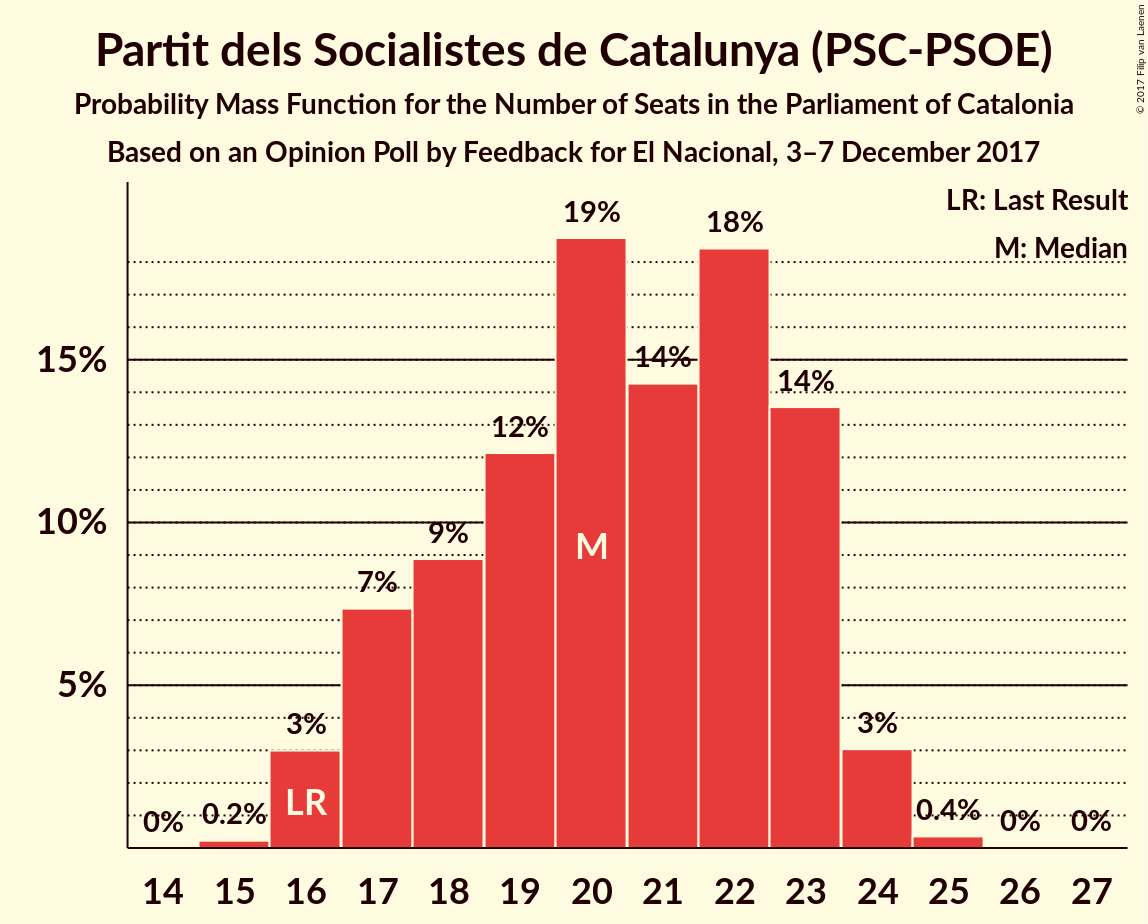 Partit dels Socialistes de Catalunya (PSC-PSOE)
Probability Mass Function for the Number of Seats in the Parliament of Catalonia
Based on an Opinion Poll by Feedback for El Nacional, 3–7 December 2017
© 2017 Filip van Laenen
LR: Last Result
M: Median
15%
10%
5%
0%
0.2%
3%
7%
9%
12%
19%
14%
18%
14%
3%
0.4%
0%
0%
LR
M
14 15 16 17 18 19 20 21 22 23 24 25 26 27